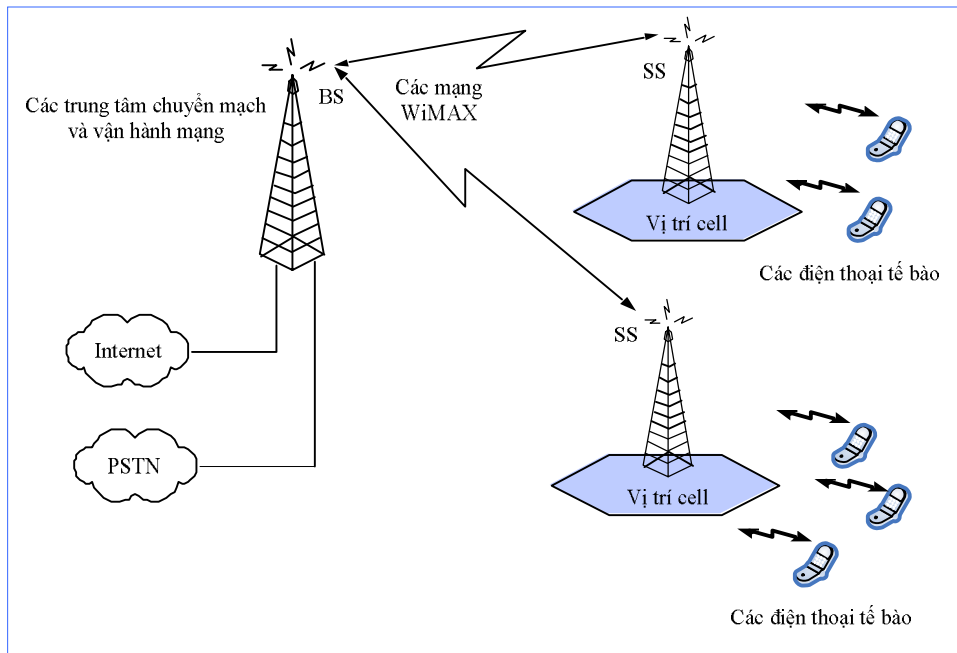 Các trung tâm chuyển mạch
và vận hành mạng
BS
Các mạng
WiMAX
SS
Vị trí cell
Các điện thoại tế bào
Internet
PSTN
SS
Vị trí cell
Các điện thoại tế bào